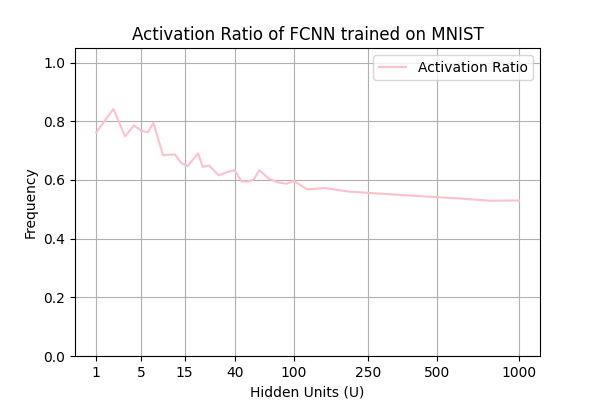 Activation Ratio of FCNN trained on MNIST
Activation Ratio
1.0
0.8
0.6
0.4
0.2
0.0
Frequency
1 5 15 40 100 250 500 1000
Hidden Units (U)